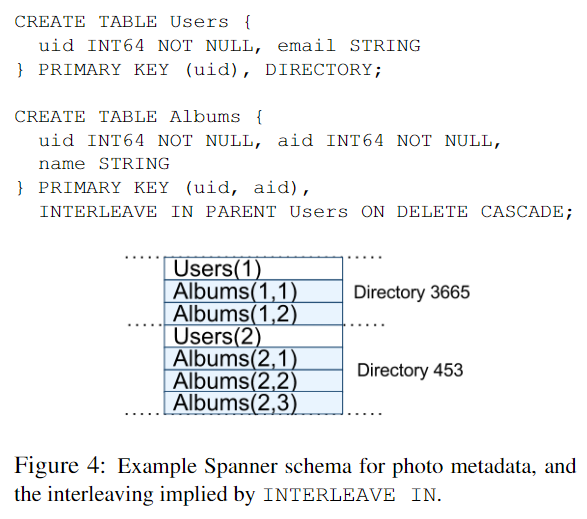 CREATE TABLE Users {
uid INT64 NOT NULL, email STRING
} PRIMARY KEY (uid), DIRECTORY;
CREATE TABLE Albums {
uid INT64 NOT NULL, aid INT64 NOT NULL,
name STRING
} PRIMARY KEY (uid, aid),
INTERLEAVE IN PARENT Users ON DELETE CASCADE;
Users(1)
Albums(1,1)
Albums(1,2)
Directory 3665
Users(2)
Albums(2,1)
Albums(2,2)
Albums(2,3)
Directory 453
Figure 4: Example Spanner schema for photo metadata, and
the interleaving implied by INTERLEAVE IN.